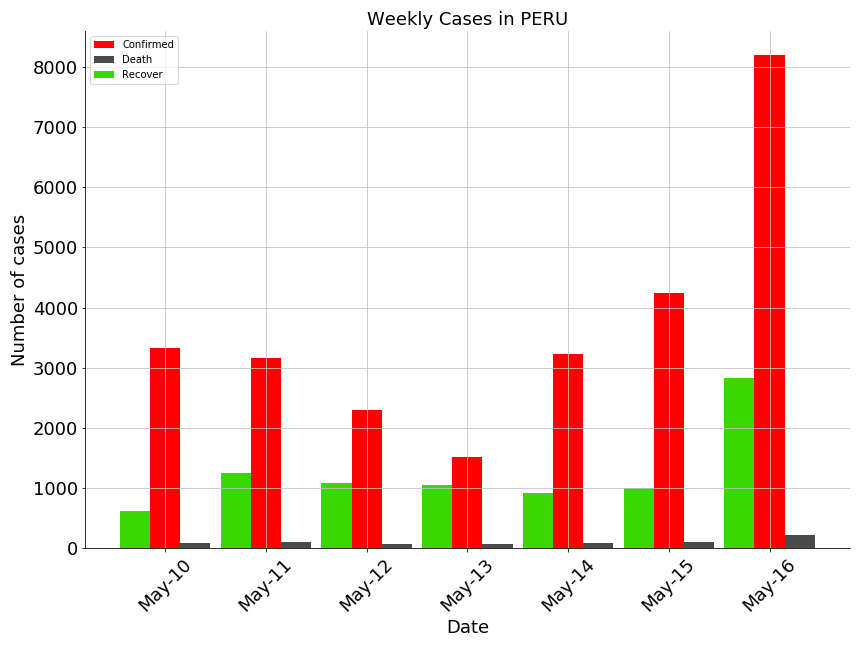 Weekly Cases in PERU
Confirmed
Death
Recover
Number of cases
8000
7000
6000
5000
4000
3000
2000
1000
0
May-10
May-11
May-12
May-13
May-14
May-15
May-16
Date